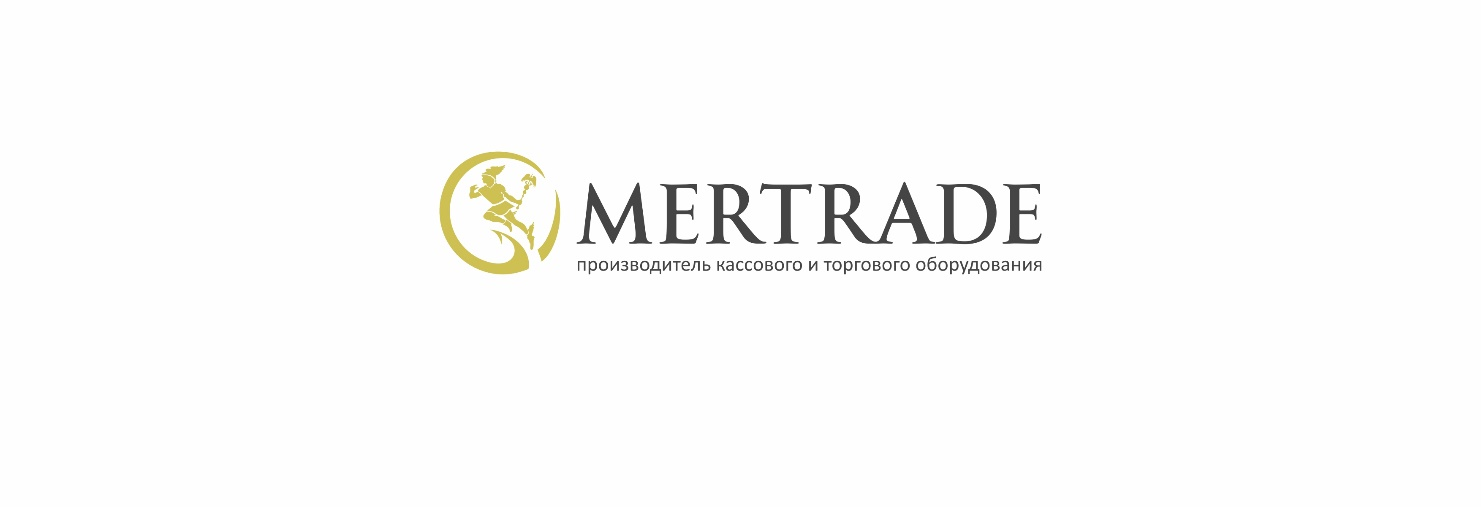 MERTRADE
производитель кассового и торгового оборудования